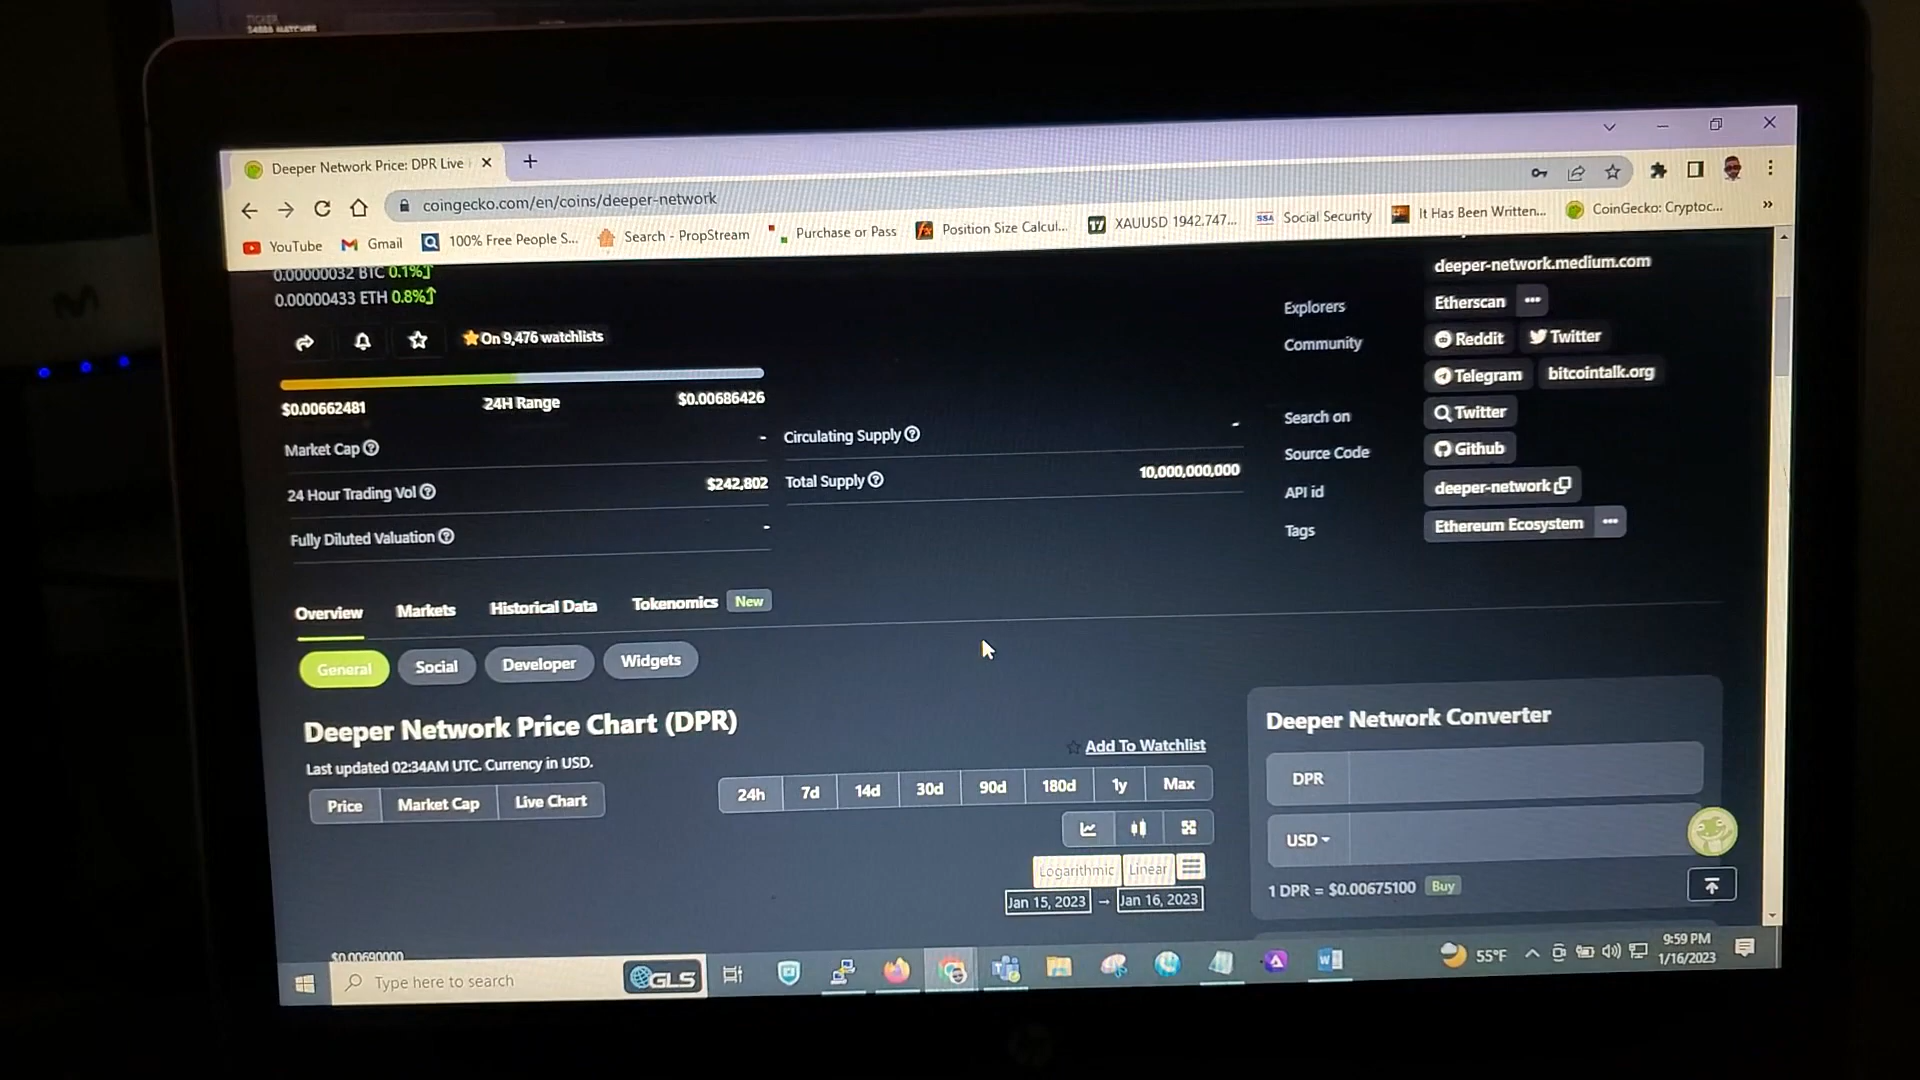 TICKER
Deeper Network Price: DPR Live
coingecko.com/en/coins/deeper-network
YouTube Gmail 100% Free People S... Search - PropStream Purchase or Pass Position Size Calcul... XAUUSD 1942.747... SSA Social Security It Has Been Written... CoinGecko: Cryptoc... »
0.00000032 BTC 0.1%
0.00000433 ETH 0.8%
On 9,476 watchlists
$0.00662481 24H Range $0.00686426
Market Cap -
24 Hour Trading Vol $242,802
Fully Diluted Valuation -
Circulating Supply -
Total Supply 10,000,000,000
deeper-network.medium.com
Explorers Etherscan
Community Reddit Twitter
Telegram bitcointalk.org
Search on Twitter
Source Code Github
API id deeper-network
Tags Ethereum Ecosystem
Overview Markets Historical Data Tokenomics New
General Social Developer Widgets
Deeper Network Price Chart (DPR)
Add To Watchlist
Last updated 02:34AM UTC. Currency in USD.
Price Market Cap Live Chart
24h 7d 14d 30d 90d 180d 1y Max
Logarithmic Linear
Jan 15, 2023 → Jan 16, 2023
$0.00690000
Deeper Network Converter
DPR
USD
1 DPR = $0.00675100 Buy
Type here to search GLS
55°F 9:59 PM
1/16/2023
hp